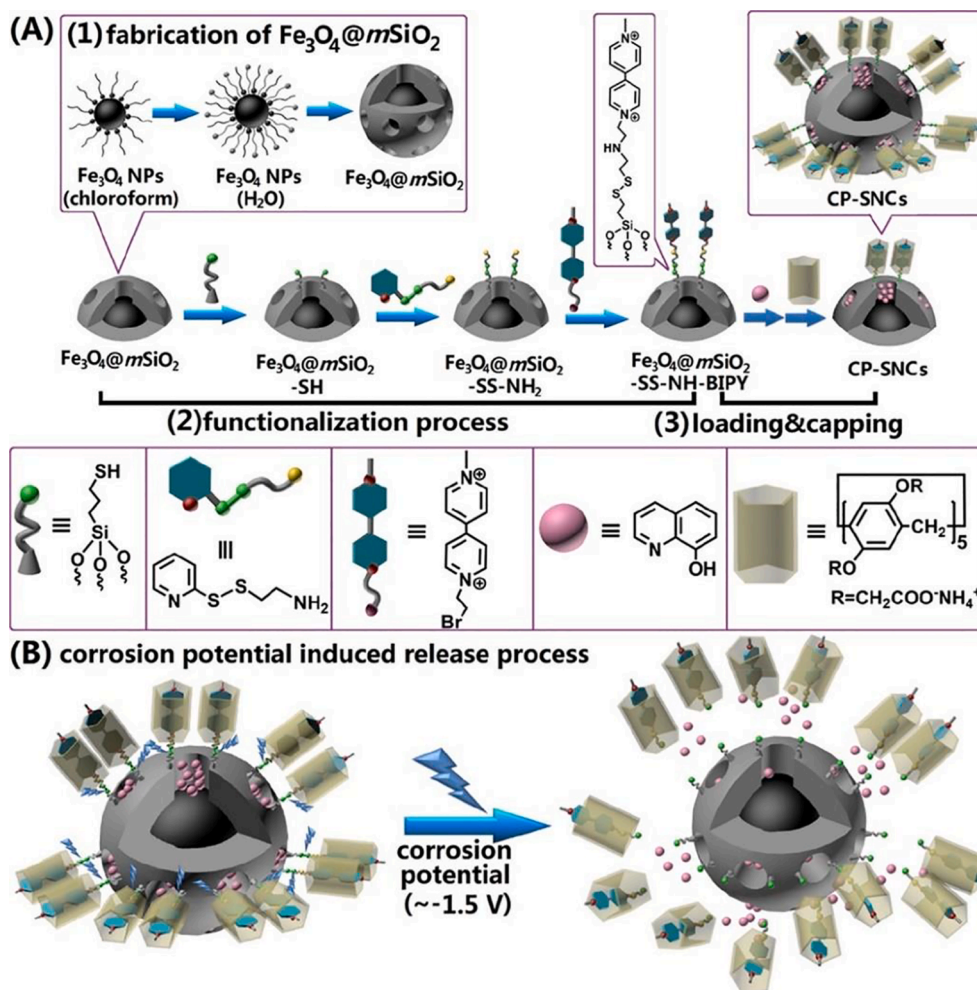 (A)
(1) fabrication of Fe₃O₄@mSiO₂
Fe₃O₄ NPs
(chloroform)
Fe₃O₄ NPs
(H₂O)
Fe₃O₄@mSiO₂
N
⊕
N
⊕
HN
S
S
Si
O O O
CP-SNCs
Fe₃O₄@mSiO₂
Fe₃O₄@mSiO₂
-SH
Fe₃O₄@mSiO₂
-SS-NH₂
Fe₃O₄@mSiO₂
-SS-NH-BIPY
CP-SNCs
(2) functionalization process
(3) loading&capping
≡
SH
Si
O O O
≡
N S S NH₂
≡
N
⊕
N
⊕
Br
≡
N
OH
≡
OR
CH₂
5
RO
R=CH₂COO⁻NH₄⁺
(B) corrosion potential induced release process
corrosion
potential
(~-1.5 V)